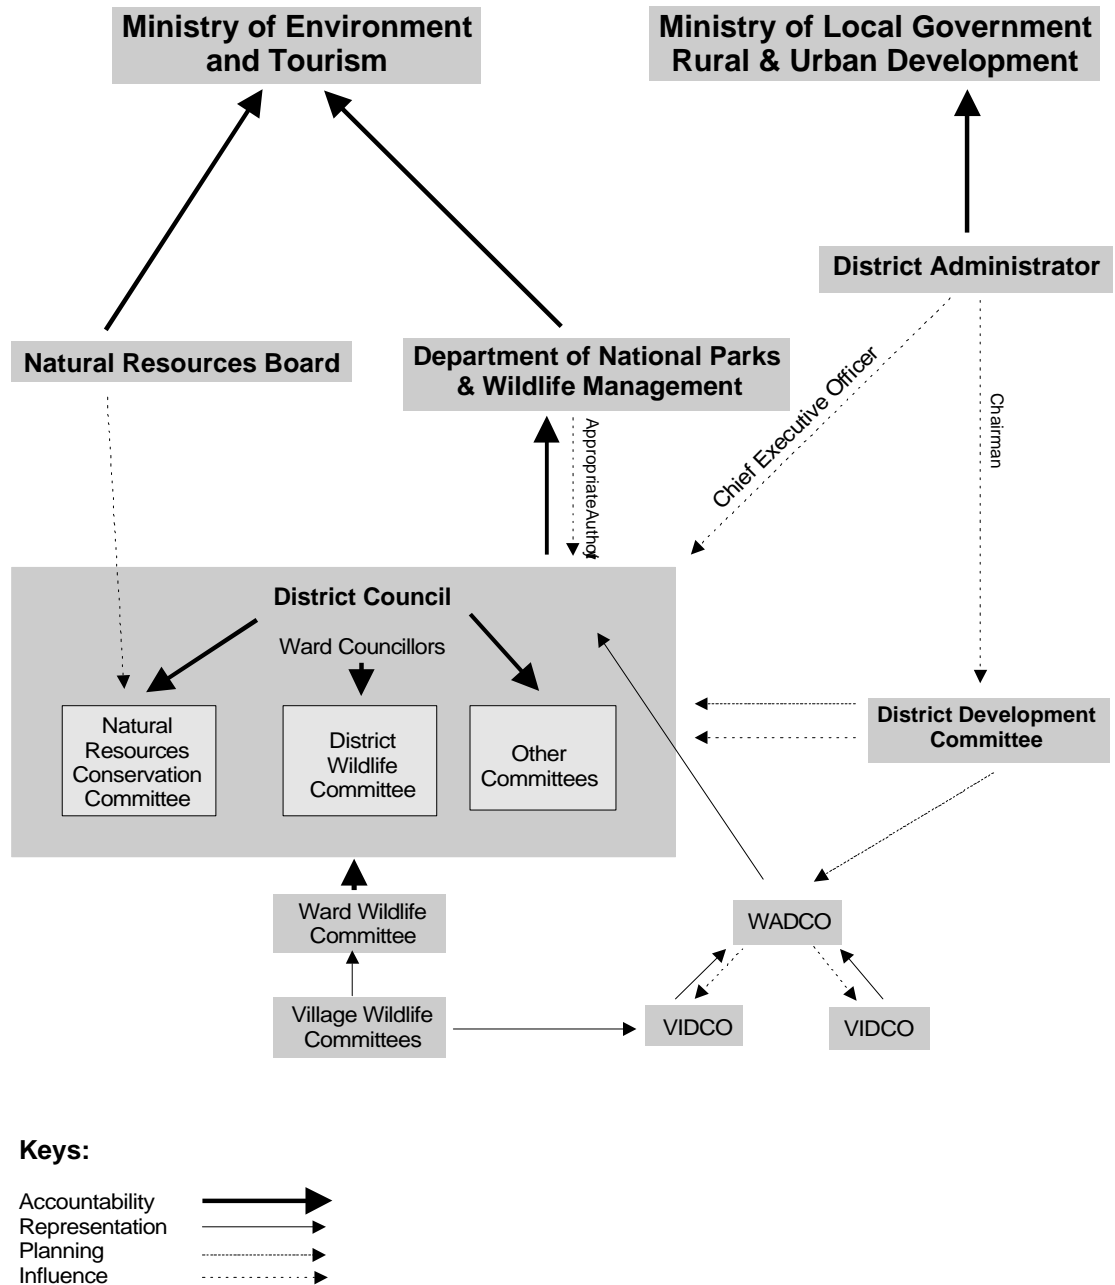 Ministry of Environment
and Tourism
Ministry of Local Government
Rural & Urban Development
District Administrator
Natural Resources Board
Department of National Parks
& Wildlife Management
Chief Executive Officer
Chairman
District Council
Ward Councillors
Natural
Resources
Conservation
Committee
District
Wildlife
Committee
Other
Committees
District Development
Committee
Ward Wildlife
Committee
WADCO
Village Wildlife
Committees
VIDCO
VIDCO
Keys:
Accountability
Representation
Planning
Influence